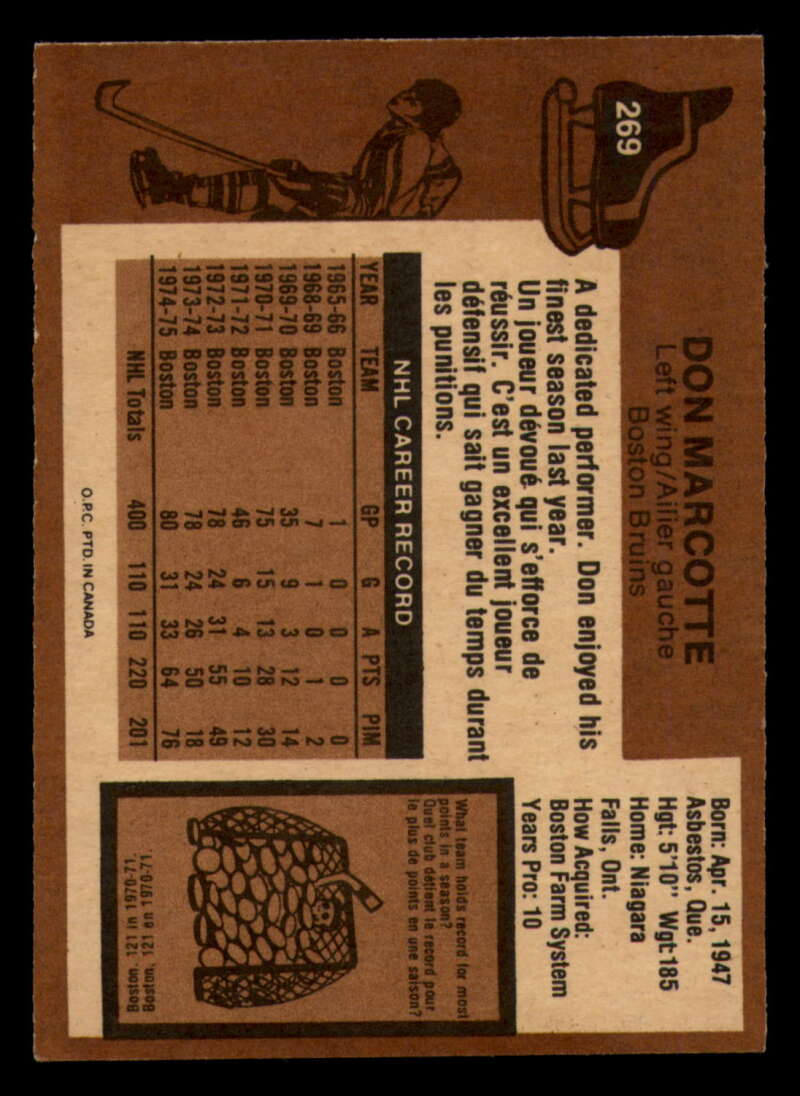 269
DON MARCOTTE
Left wing/Ailier gauche
Boston Bruins
A dedicated performer. Don enjoyed his
finest season last year.
Un joueur dévoué qui s'efforce de
réussir. C'est un excellent joueur
défensif qui sait gagner du temps durant
les punitions.
Born: Apr. 15, 1947
Asbestos, Que.
Hgt: 5'10" Wgt:185
Home: Niagara
Falls, Ont.
How Acquired:
Boston Farm System
Years Pro: 10
NHL CAREER RECORD
YEAR TEAM GP G A PTS PIM
1965-66 Boston 1 0 0 0 0
1968-69 Boston 7 1 0 1 2
1969-70 Boston 35 9 3 12 14
1970-71 Boston 75 15 13 28 30
1971-72 Boston 46 6 4 10 12
1972-73 Boston 78 24 31 55 49
1973-74 Boston 78 24 26 50 18
1974-75 Boston 80 31 33 64 76
NHL Totals 400 110 110 220 201
What team holds record for most
points in a season?
Quel club détient le record pour
le plus de points en une saison?
Boston, 121 in 1970-71.
Boston, 121 en 1970-71.
O.P.C. PTD. IN CANADA